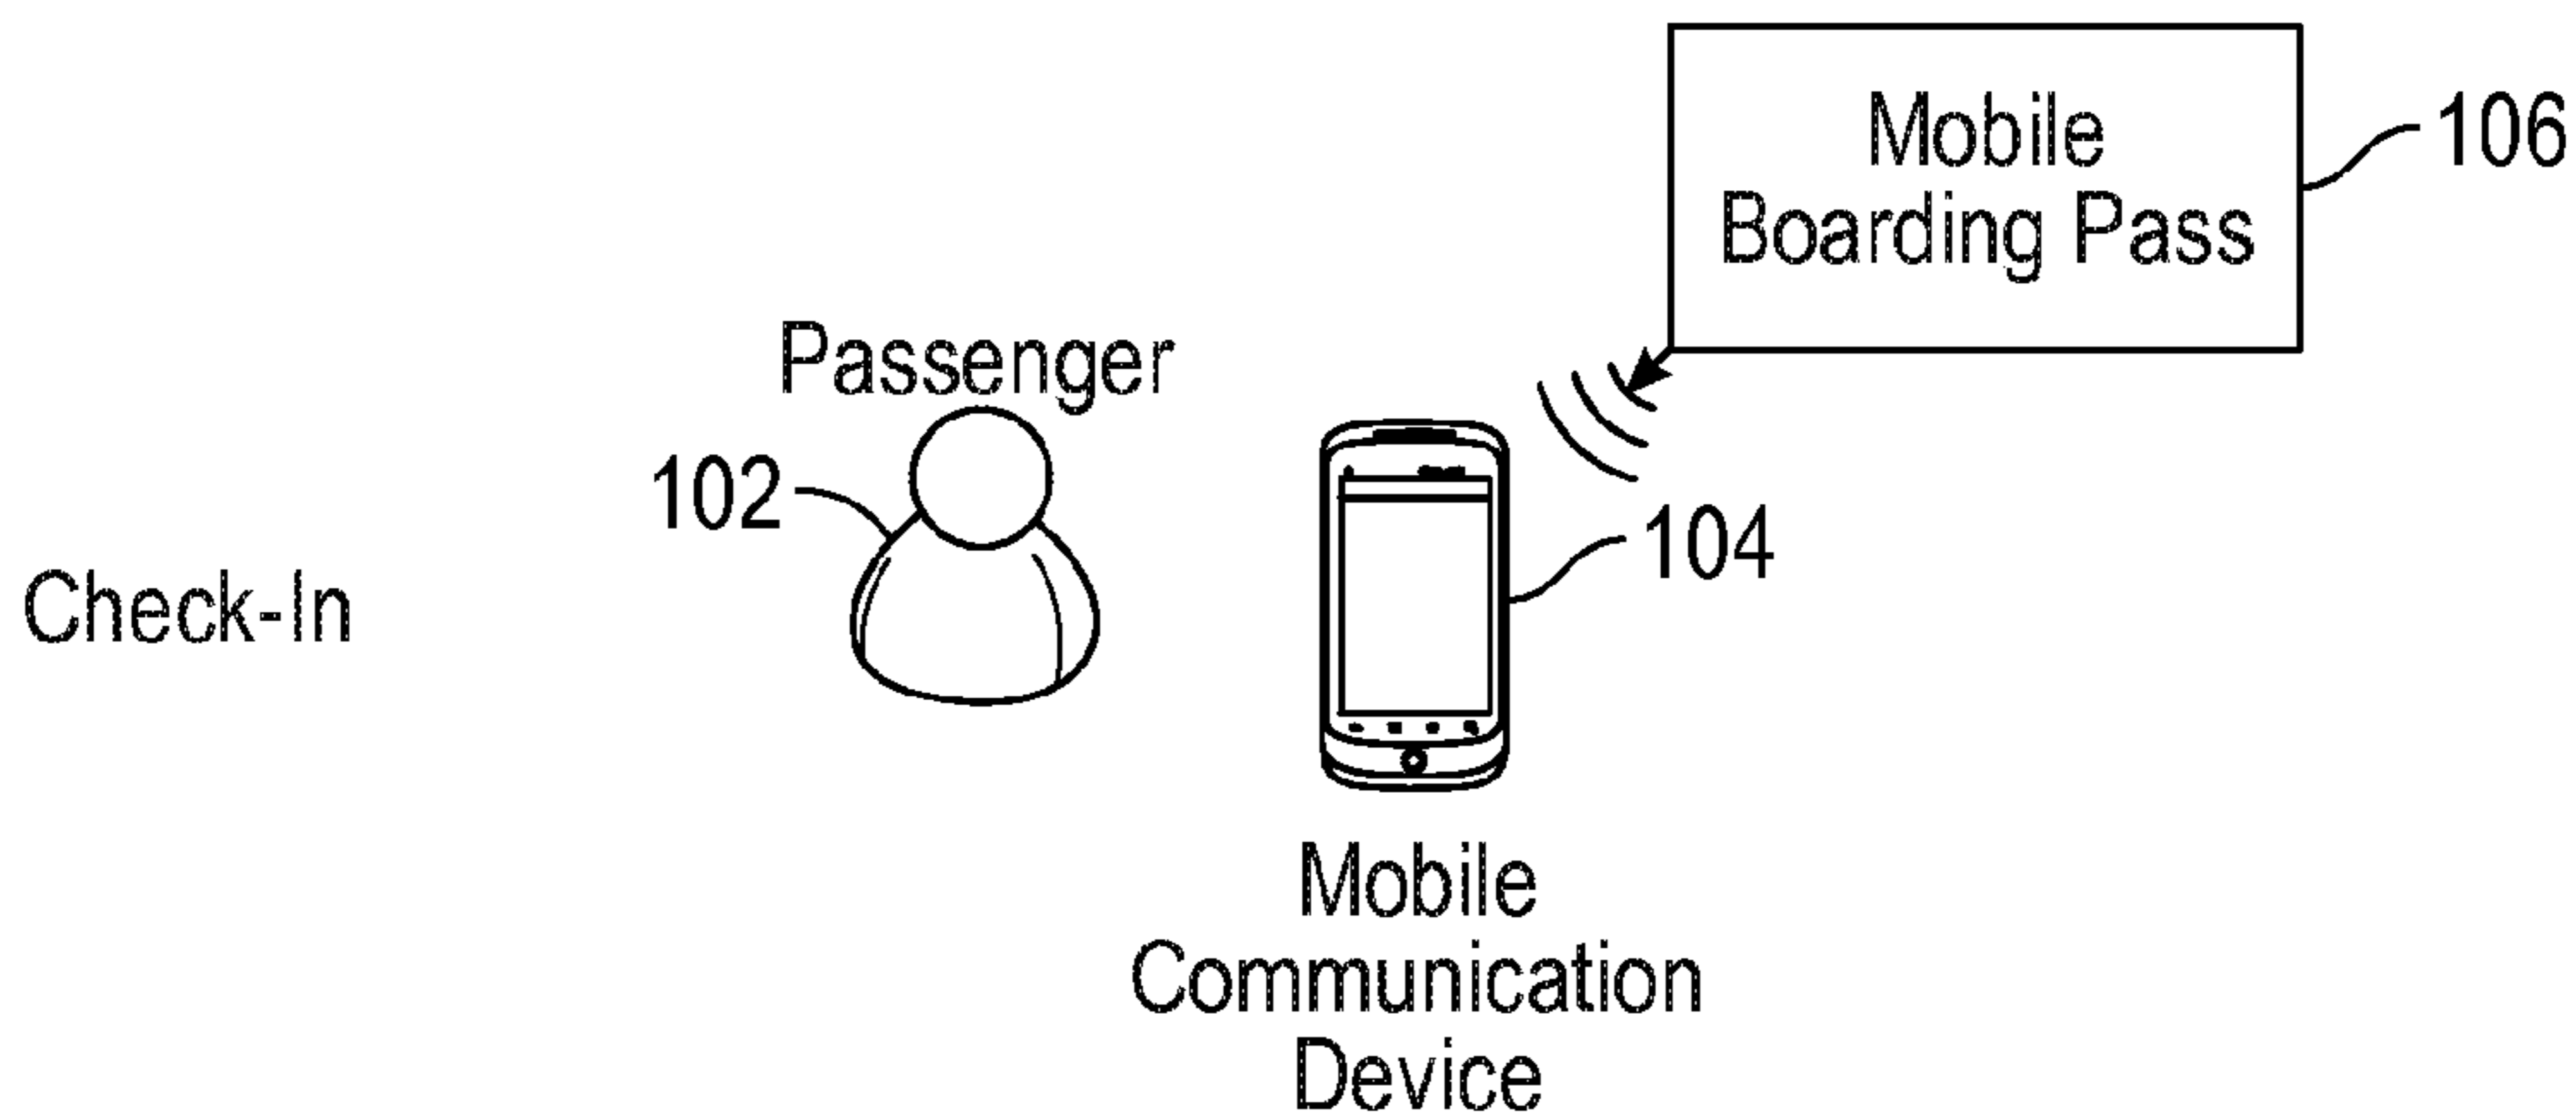 Mobile
Boarding Pass
106
Passenger
102
104
Check-In
Mobile
Communication
Device